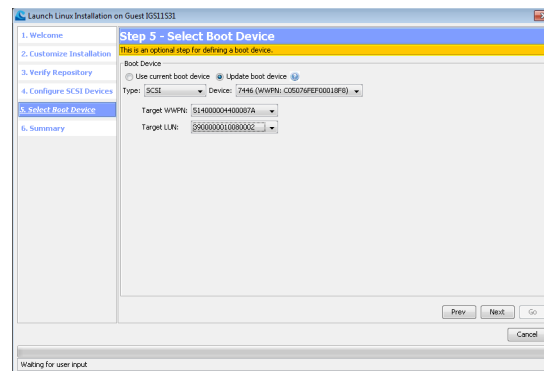 Launch Linux Installation on Guest IGS11S31
1. Welcome
2. Customize Installation
3. Verify Repository
4. Configure SCSI Devices
5. Select Boot Device
6. Summary
Step 5 - Select Boot Device
This is an optional step for defining a boot device.
Boot Device
Use current boot device Update boot device
Type: SCSI Device: 7446 (WWPN: C05076FEF00018F8)
Target WWPN: 514000004400087A
Target LUN: 3900000010080002
Prev Next Go
Cancel
Waiting for user input